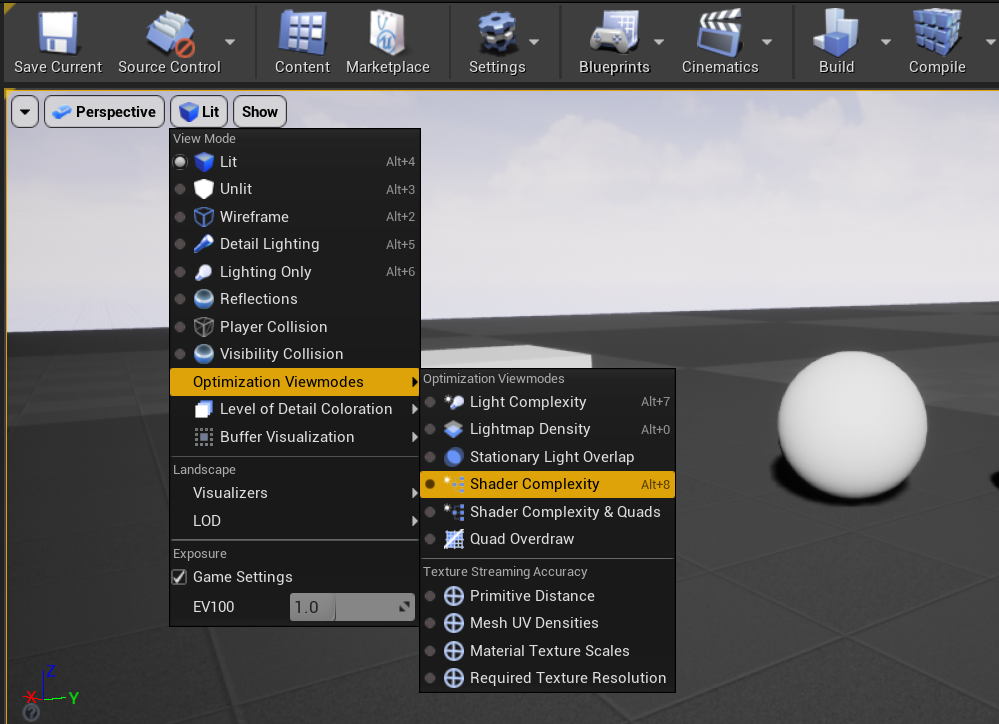 Save Current
Source Control
Content
Marketplace
Settings
Blueprints
Cinematics
Build
Compile
Perspective
Lit
Show
View Mode
Lit Alt+4
Unlit Alt+3
Wireframe Alt+2
Detail Lighting Alt+5
Lighting Only Alt+6
Reflections
Player Collision
Visibility Collision
Optimization Viewmodes
Level of Detail Coloration
Buffer Visualization
Landscape
Visualizers
LOD
Exposure
Game Settings
EV100 1.0
Optimization Viewmodes
Light Complexity Alt+7
Lightmap Density Alt+0
Stationary Light Overlap
Shader Complexity Alt+8
Shader Complexity & Quads
Quad Overdraw
Texture Streaming Accuracy
Primitive Distance
Mesh UV Densities
Material Texture Scales
Required Texture Resolution
Z
X
Y
?